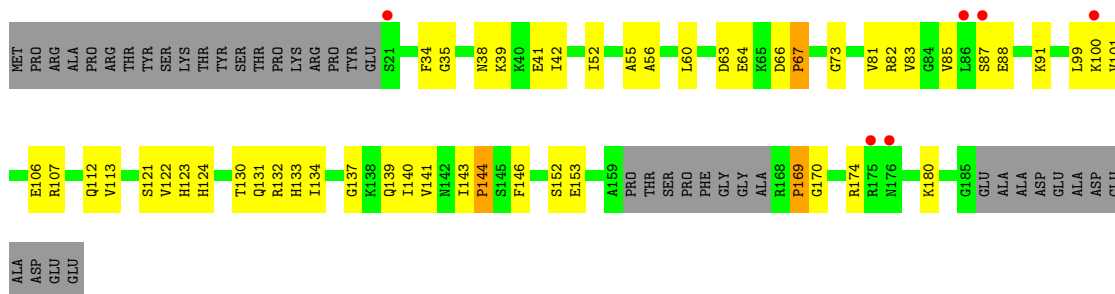 MET PRO ARG ALA PRO ARG THR TYR SER LYS THR TYR SER THR PRO LYS ARG PRO TYR GLU S21 F34 G35 N38 K39 K40 E41 I42 I52 A55 A56 L60 D63 E64 K65 D66 P67 G73 V81 R82 V83 G84 V85 L86 S87 E88 K91 L99 K100 V101
E106 R107 Q112 V113 S121 V122 H123 H124 T130 Q131 R132 H133 I134 G137 K138 Q139 I140 V141 N142 I143 P144 S145 F146 S152 E153 A159 PRO THR SER PRO PHE GLY GLY ALA R168 P169 G170 R174 R175 N176 K180 G185 GLU ALA ALA ASP GLU ALA ASP GLU
ALA ASP GLU GLU